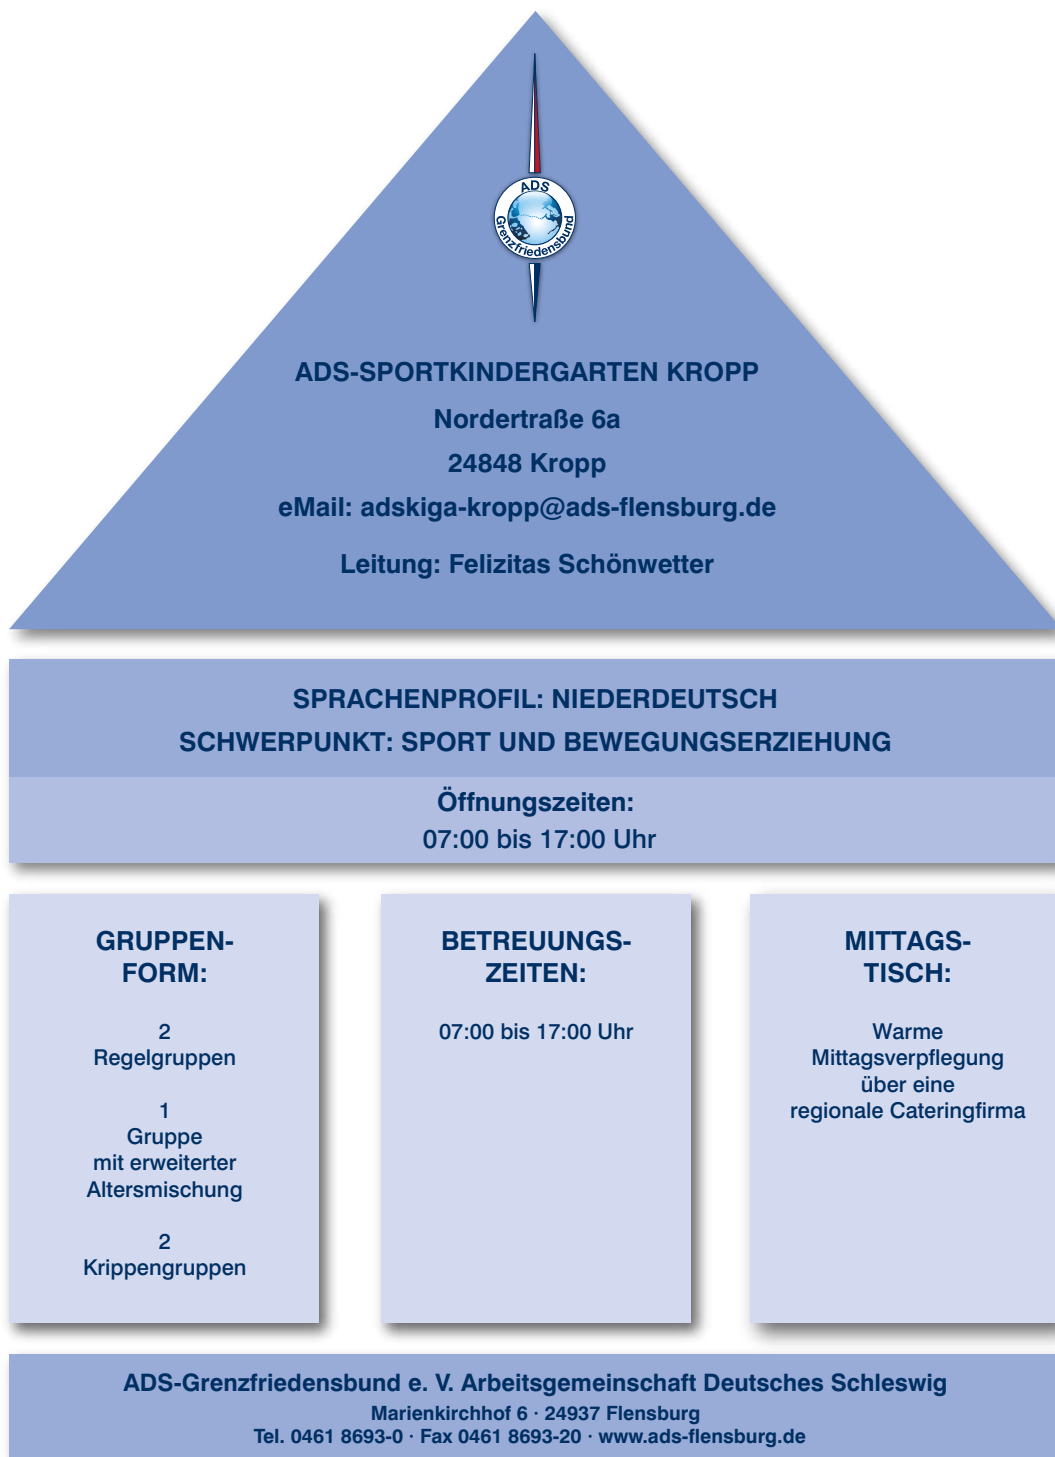 ADS
Grenzfriedensbund
ADS-SPORTKINDERGARTEN KROPP
Nordertraße 6a
24848 Kropp
eMail: adskiga-kropp@ads-flensburg.de
Leitung: Felizitas Schönwetter
SPRACHENPROFIL: NIEDERDEUTSCH
SCHWERPUNKT: SPORT UND BEWEGUNGSERZIEHUNG
Öffnungszeiten:
07:00 bis 17:00 Uhr
GRUPPEN-
FORM:
2
Regelgruppen
1
Gruppe
mit erweiterter
Altersmischung
2
Krippengruppen
BETREUUNGS-
ZEITEN:
07:00 bis 17:00 Uhr
MITTAGS-
TISCH:
Warme
Mittagsverpflegung
über eine
regionale Cateringfirma
ADS-Grenzfriedensbund e. V. Arbeitsgemeinschaft Deutsches Schleswig
Marienkirchhof 6 · 24937 Flensburg
Tel. 0461 8693-0 · Fax 0461 8693-20 · www.ads-flensburg.de